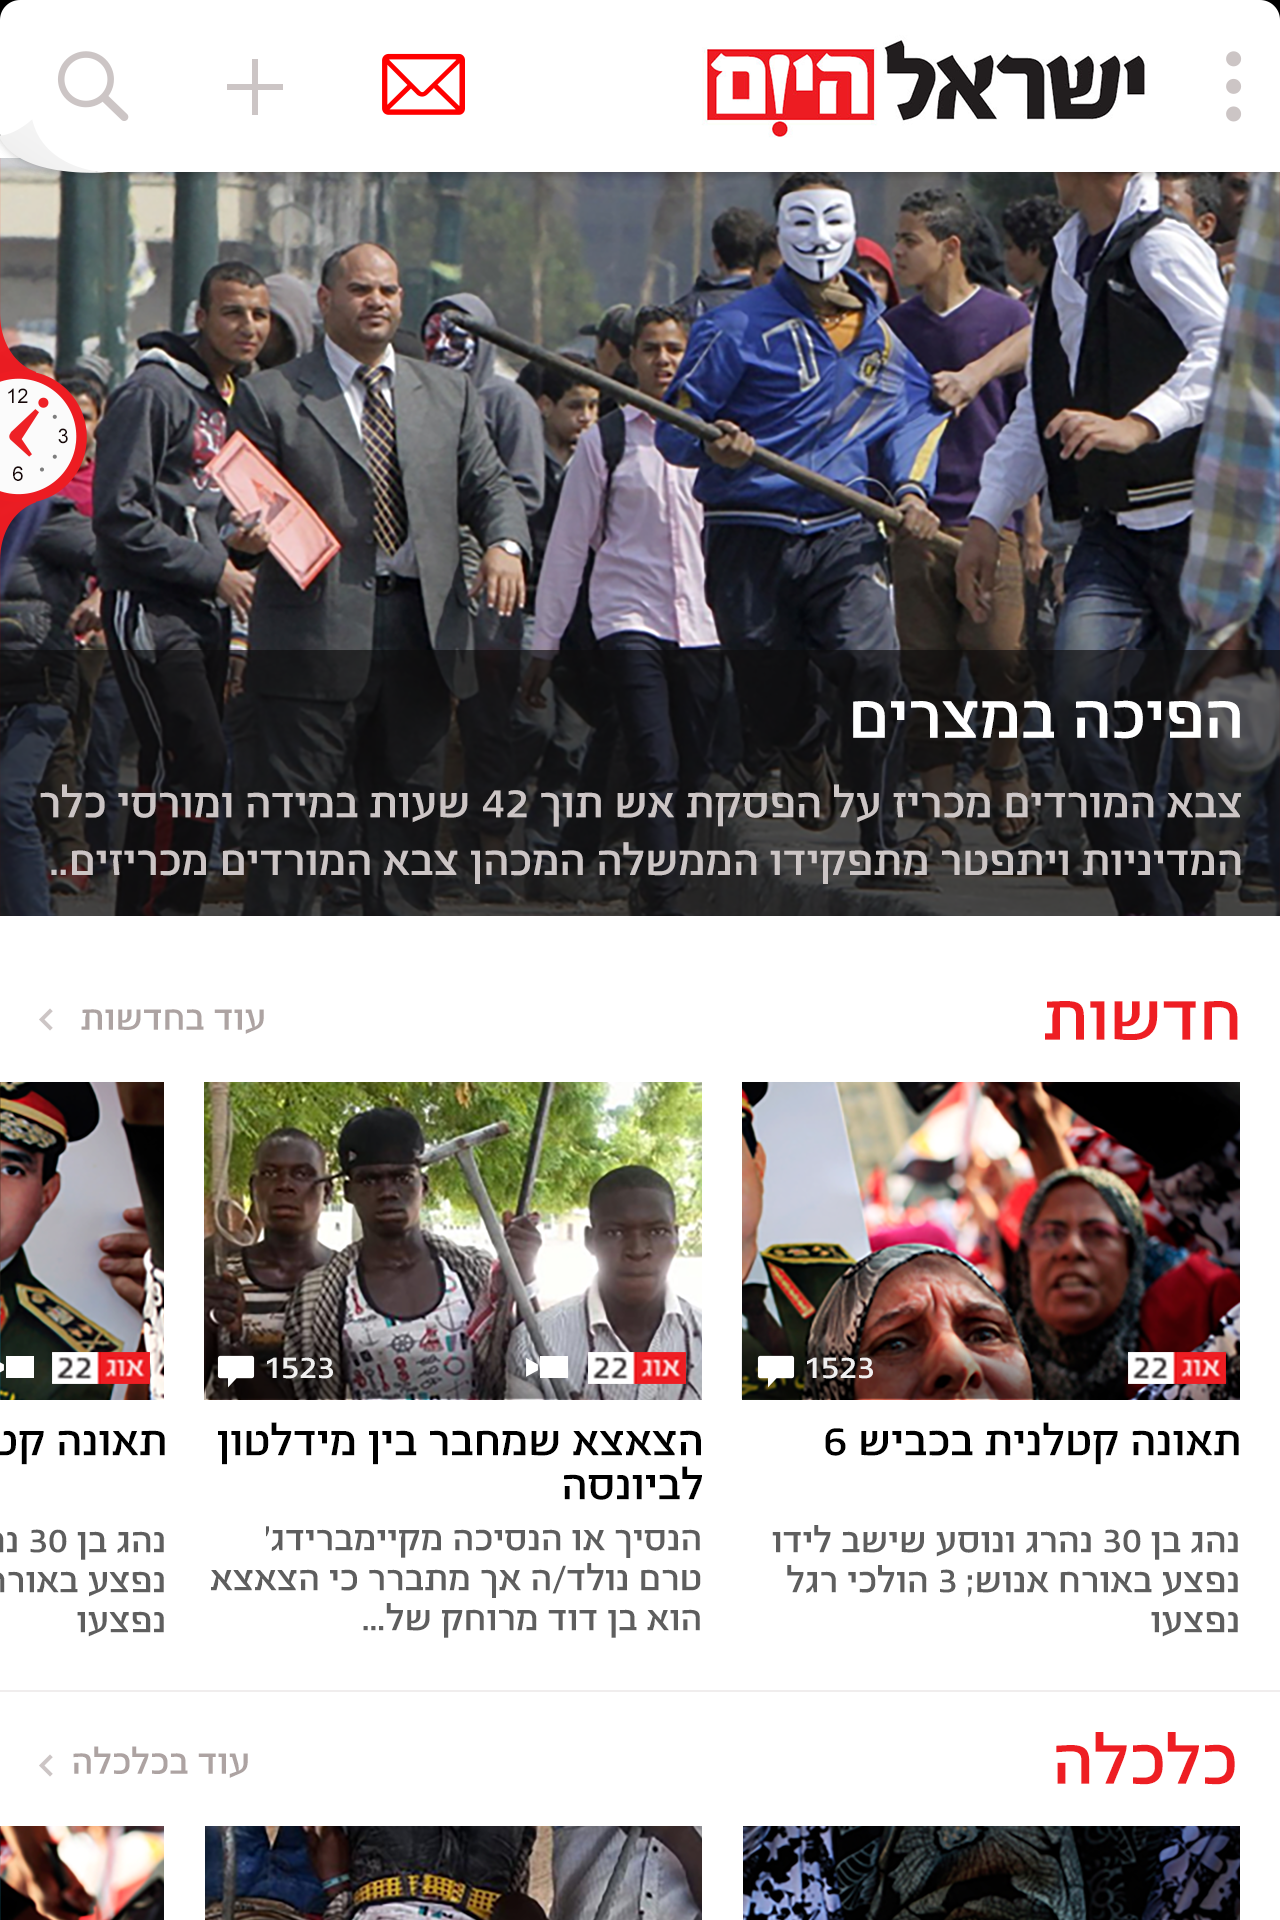 ישראל היום
12
3
6
הפיכה במצרים
צבא המורדים מכריז על הפסקת אש תוך 42 שעות במידה ומורסי כלר
המדיניות ויתפטר מתפקידו הממשלה המכהן צבא המורדים מכריזים..
חדשות
עוד בחדשות
1523
22 אוג
תאונה קטלנית בכביש 6
נהג בן 30 נהרג ונוסע שישב לידו
נפצע באורח אנוש; 3 הולכי רגל
נפצעו
1523
22 אוג
הצאצא שמחבר בין מידלטון
לביונסה
הנסיך או הנסיכה מקיימברידג'
טרם נולד/ה אך מתברר כי הצאצא
הוא בן דוד מרוחק של...
22 אוג
תאונה
נהג בן 30
נפצע
נפצעו
כלכלה
עוד בכלכלה